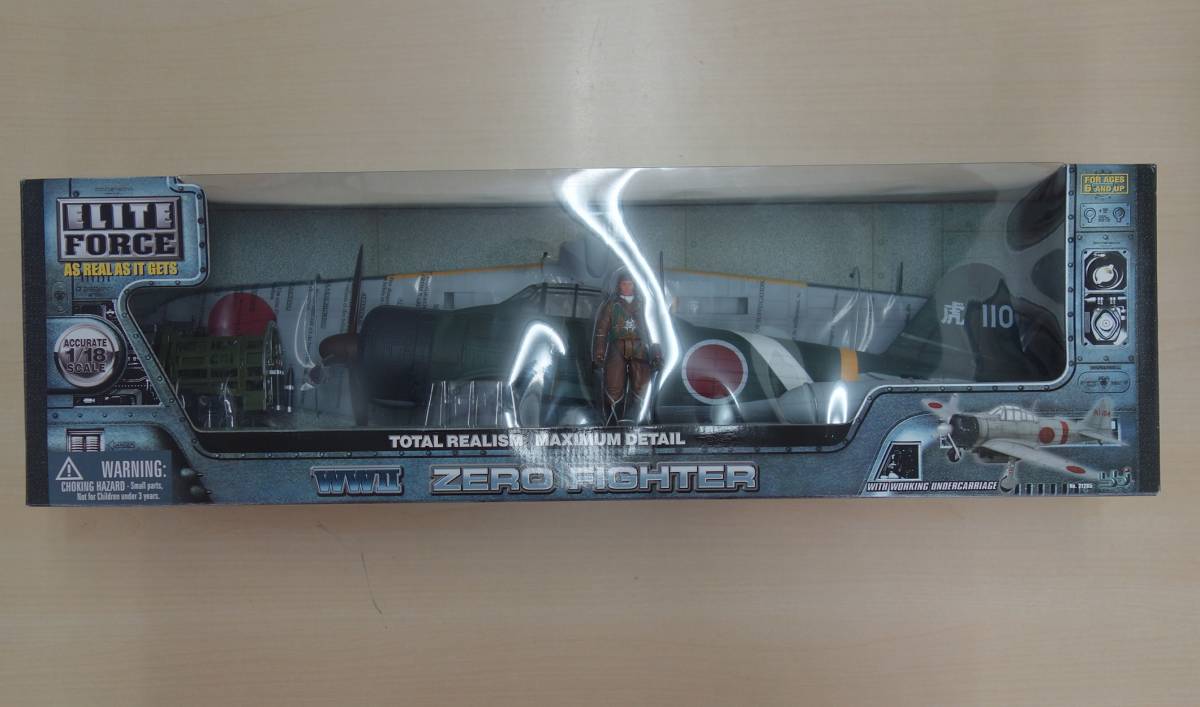 ELITE
FORCE
AS REAL AS IT GETS
FOR AGES
6 AND UP
ACCURATE
1/18
SCALE
虎 110
TOTAL REALISM MAXIMUM DETAIL
WARNING:
CHOKING HAZARD - Small parts.
Not for Children under 3 years.
WWII
ZERO FIGHTER
WITH WORKING UNDERCARRIAGE